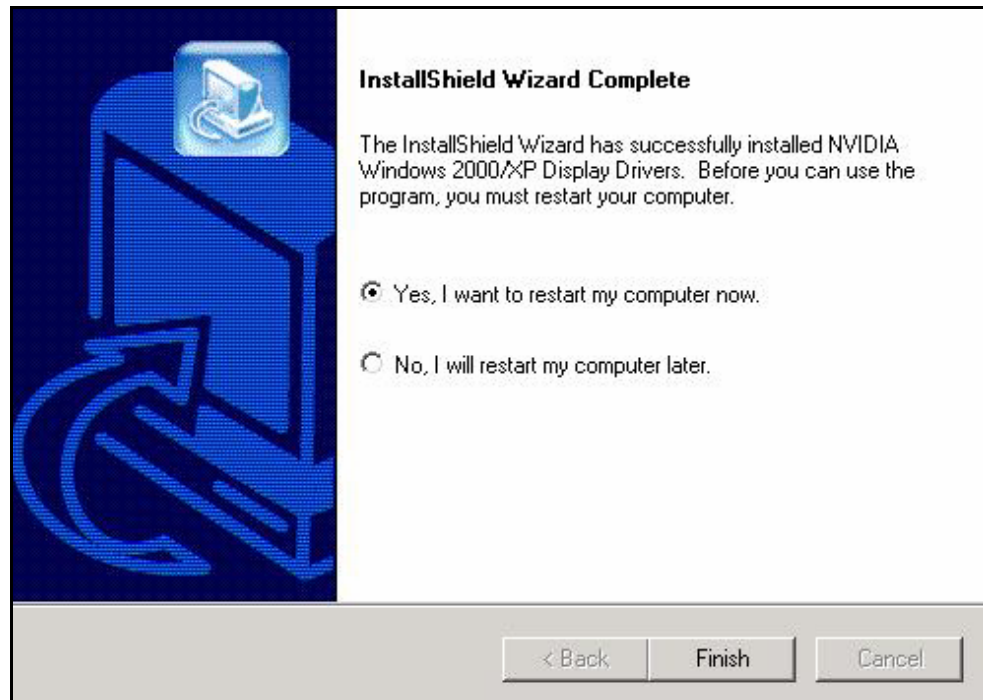 InstallShield Wizard Complete
The InstallShield Wizard has successfully installed NVIDIA
Windows 2000/XP Display Drivers.  Before you can use the
program, you must restart your computer.
Yes, I want to restart my computer now.
No, I will restart my computer later.
< Back Finish Cancel